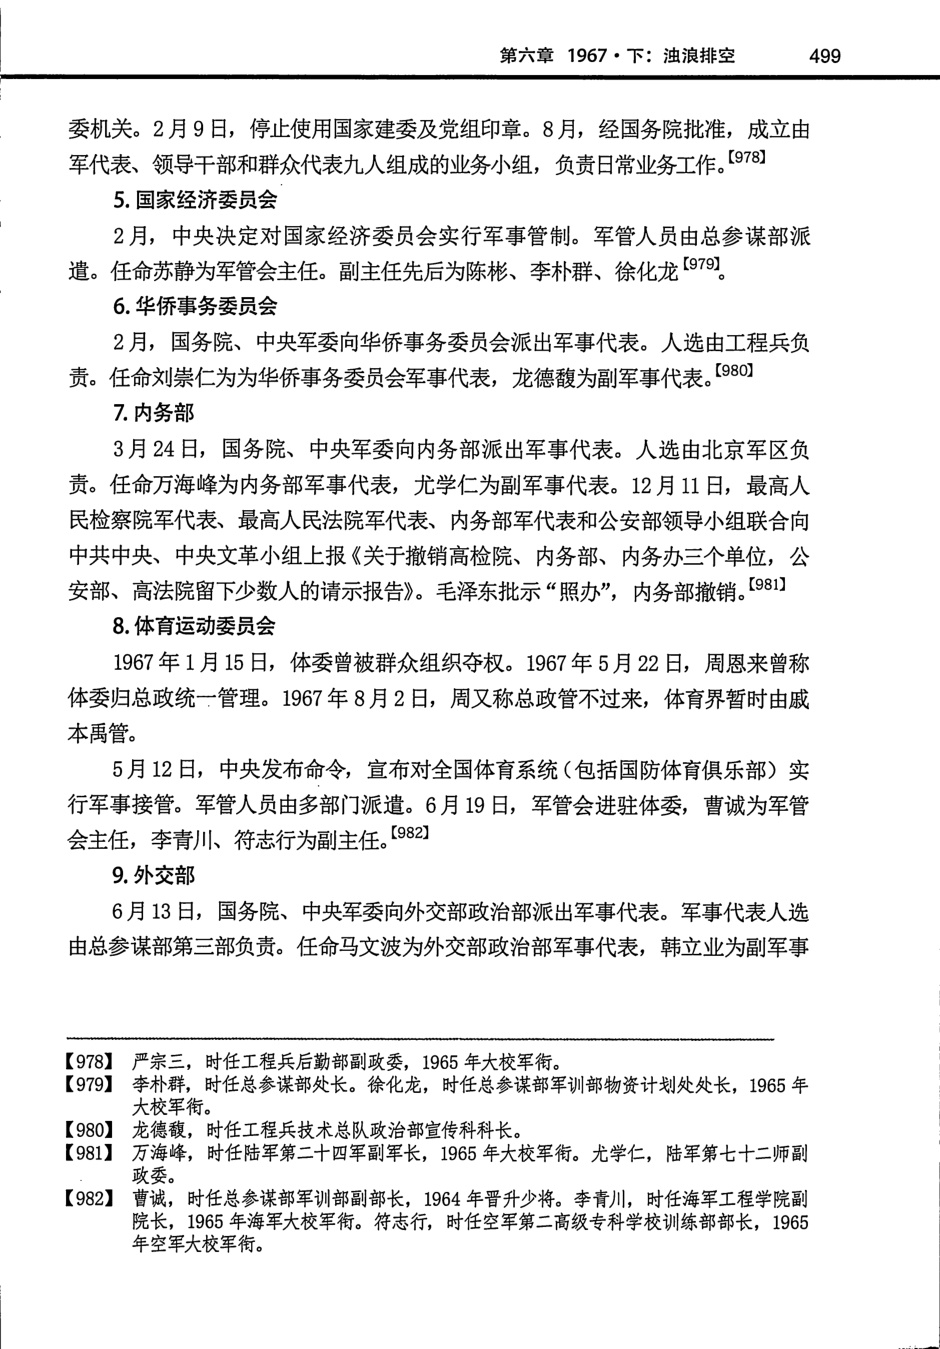 第六章 1967·下：浊浪排空 499
委机关。2月9日，停止使用国家建委及党组印章。8月，经国务院批准，成立由
军代表、领导干部和群众代表九人组成的业务小组，负责日常业务工作。【978】
5. 国家经济委员会
2月，中央决定对国家经济委员会实行军事管制。军管人员由总参谋部派
遣。任命苏静为军管会主任。副主任先后为陈彬、李朴群、徐化龙【979】。
6. 华侨事务委员会
2月，国务院、中央军委向华侨事务委员会派出军事代表。人选由工程兵负
责。任命刘崇仁为为华侨事务委员会军事代表，龙德馥为副军事代表。【980】
7. 内务部
3月24日，国务院、中央军委向内务部派出军事代表。人选由北京军区负
责。任命万海峰为内务部军事代表，尤学仁为副军事代表。12月11日，最高人
民检察院军代表、最高人民法院军代表、内务部军代表和公安部领导小组联合向
中共中央、中央文革小组上报《关于撤销高检院、内务部、内务办三个单位，公
安部、高法院留下少数人的请示报告》。毛泽东批示“照办”，内务部撤销。【981】
8. 体育运动委员会
1967年1月15日，体委曾被群众组织夺权。1967年5月22日，周恩来曾称
体委归总政统一管理。1967年8月2日，周又称总政管不过来，体育界暂时由戚
本禹管。
5月12日，中央发布命令，宣布对全国体育系统（包括国防体育俱乐部）实
行军事接管。军管人员由多部门派遣。6月19日，军管会进驻体委，曹诚为军管
会主任，李青川、符志行为副主任。【982】
9. 外交部
6月13日，国务院、中央军委向外交部政治部派出军事代表。军事代表人选
由总参谋部第三部负责。任命马文波为外交部政治部军事代表，韩立业为副军事
【978】 严宗三，时任工程兵后勤部副政委，1965年大校军衔。
【979】 李朴群，时任总参谋部处长。徐化龙，时任总参谋部军训部物资计划处处长，1965年
大校军衔。
【980】 龙德馥，时任工程兵技术总队政治部宣传科科长。
【981】 万海峰，时任陆军第二十四军副军长，1965年大校军衔。尤学仁，陆军第七十二师副
政委。
【982】 曹诚，时任总参谋部军训部副部长，1964年晋升少将。李青川，时任海军工程学院副
院长，1965年海军大校军衔。符志行，时任空军第二高级专科学校训练部部长，1965
年空军大校军衔。